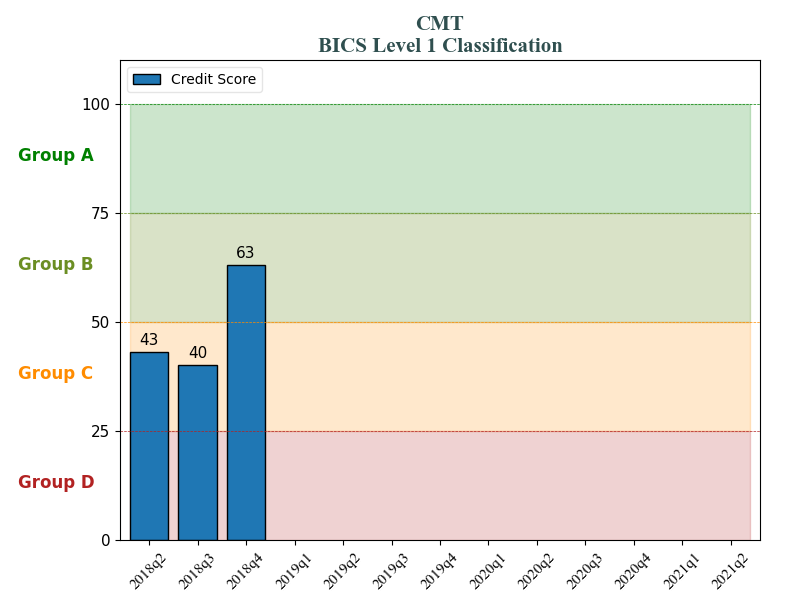 CMT
BICS Level 1 Classification
Credit Score
100
Group A
75
Group B
63
50
43
40
Group C
25
Group D
0
2018q2 2018q3 2018q4 2019q1 2019q2 2019q3 2019q4 2020q1 2020q2 2020q3 2020q4 2021q1 2021q2